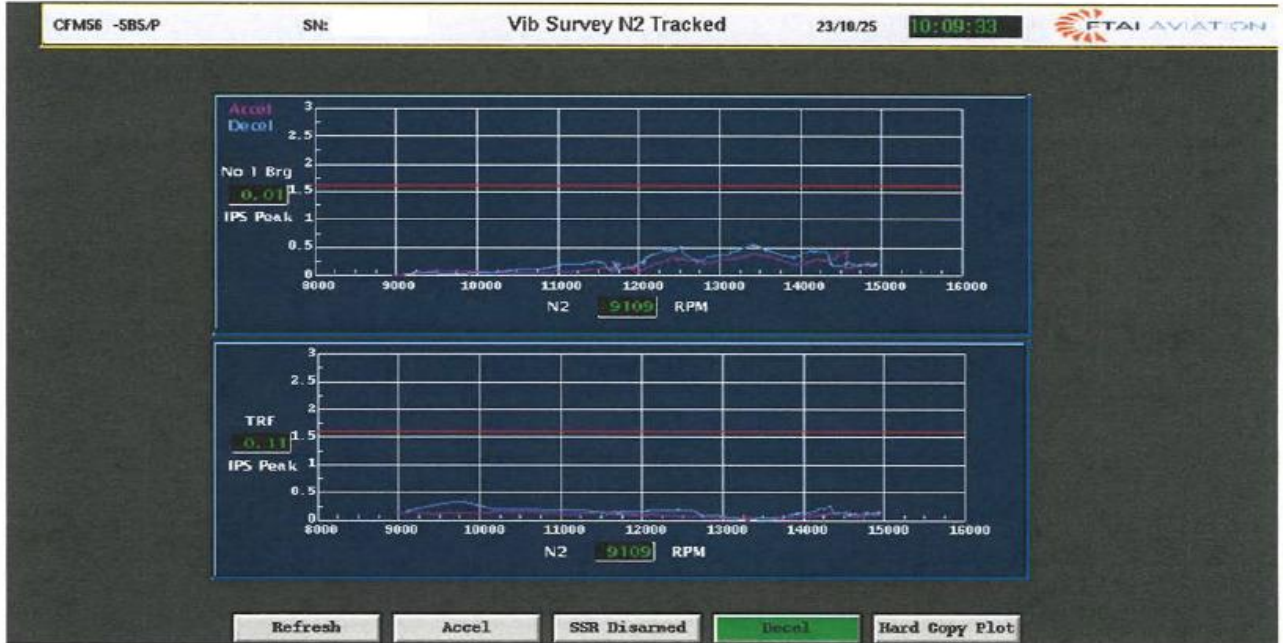 CFM56 -5B5/P SN: Vib Survey N2 Tracked 23/10/25 10:09:33 FTAI AVIATION
Accel
Decel
3
2.5
2
No 1 Brg
0.01
1.5
IPS Peak
1
0.5
0
8000 9000 10000 11000 12000 13000 14000 15000 16000
N2 9109 RPM
3
2.5
2
TRF
0.11
1.5
IPS Peak
1
0.5
0
8000 9000 10000 11000 12000 13000 14000 15000 16000
N2 9109 RPM
Refresh Accel SSR Disarmed Decel Hard Copy Plot